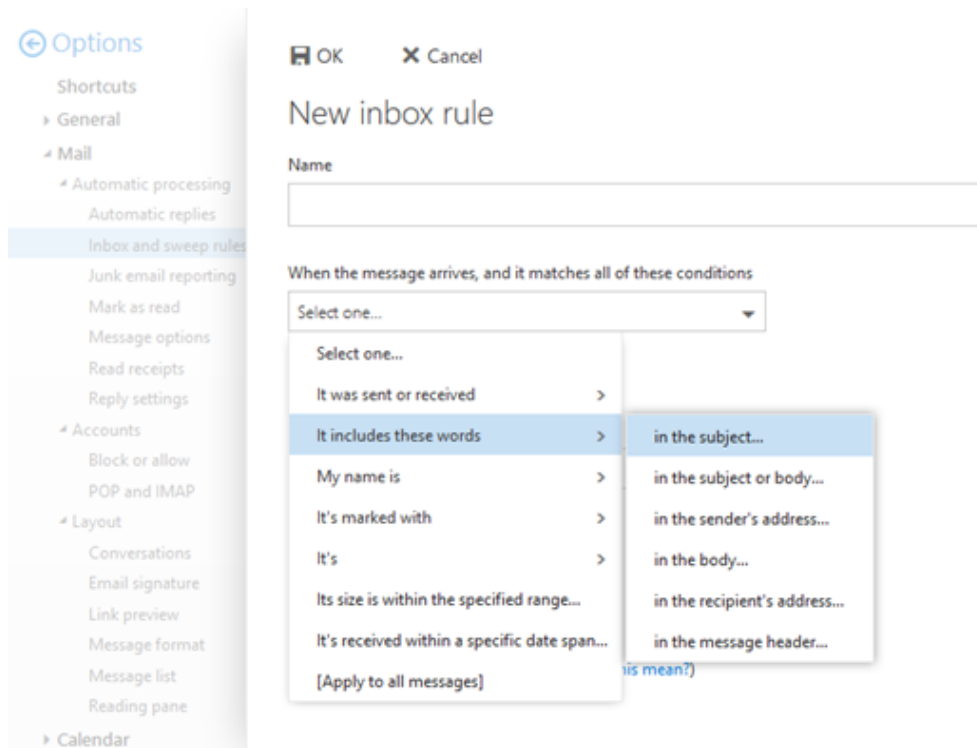 Options
Shortcuts
General
Mail
Automatic processing
Automatic replies
Inbox and sweep rules
Junk email reporting
Mark as read
Message options
Read receipts
Reply settings
Accounts
Block or allow
POP and IMAP
Layout
Conversations
Email signature
Link preview
Message format
Message list
Reading pane
Calendar
OK Cancel
New inbox rule
Name
When the message arrives, and it matches all of these conditions
Select one...
Select one...
It was sent or received
It includes these words
My name is
It's marked with
It's
Its size is within the specified range...
It's received within a specific date span...
[Apply to all messages]
in the subject...
in the subject or body...
in the sender's address...
in the body...
in the recipient's address...
in the message header...
his mean?)